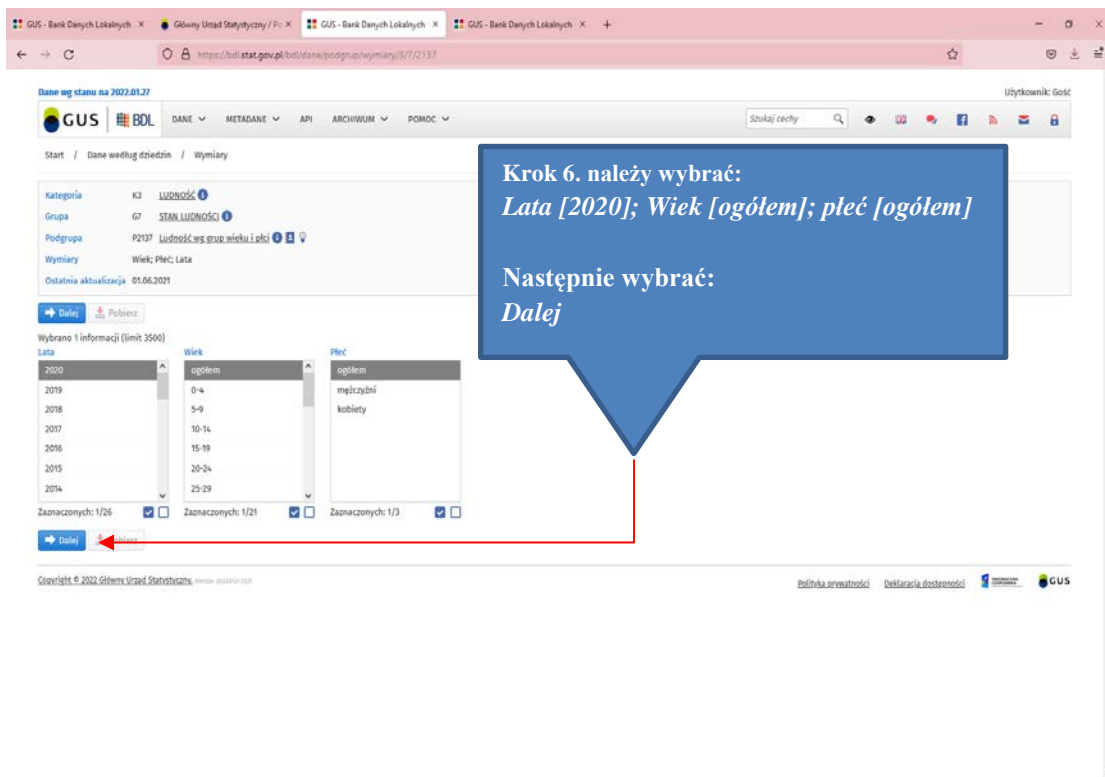 GUS - Bank Danych Lokalnych
Główny Urząd Statystyczny / Po
GUS - Bank Danych Lokalnych
GUS - Bank Danych Lokalnych
https://bdl.stat.gov.pl/bdl/dane/podgrup/wymiary/3/7/2137
Dane wg stanu na 2022.01.27
Użytkownik: Gość
GUS BDL DANE METADANE API ARCHIWUM POMOC Szukaj cechy
Start / Dane według dziedzin / Wymiary
Krok 6. należy wybrać:
Lata [2020]; Wiek [ogółem]; płeć [ogółem]
Następnie wybrać:
Dalej
Kategoria K3 LUDNOŚĆ
Grupa G7 STAN LUDNOŚCI
Podgrupa P2137 Ludność wg grup wieku i płci
Wymiary Wiek; Płeć; Lata
Ostatnia aktualizacja 01.06.2021
Dalej Pobierz
Wybrano 1 informacji (limit 3500)
Lata Wiek Płeć
2020 ogółem ogółem
2019 0-4 mężczyźni
2018 5-9 kobiety
2017 10-14
2016 15-19
2015 20-24
2014 25-29
Zaznaczonych: 1/26 Zaznaczonych: 1/21 Zaznaczonych: 1/3
Dalej Pobierz
Copyright © 2022 Główny Urząd Statystyczny,
Polityka prywatności Deklaracja dostępności GUS